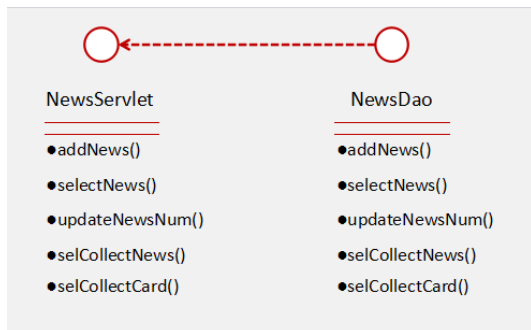 NewsServlet
●addNews()
●selectNews()
●updateNewsNum()
●selCollectNews()
●selCollectCard()
NewsDao
●addNews()
●selectNews()
●updateNewsNum()
●selCollectNews()
●selCollectCard()